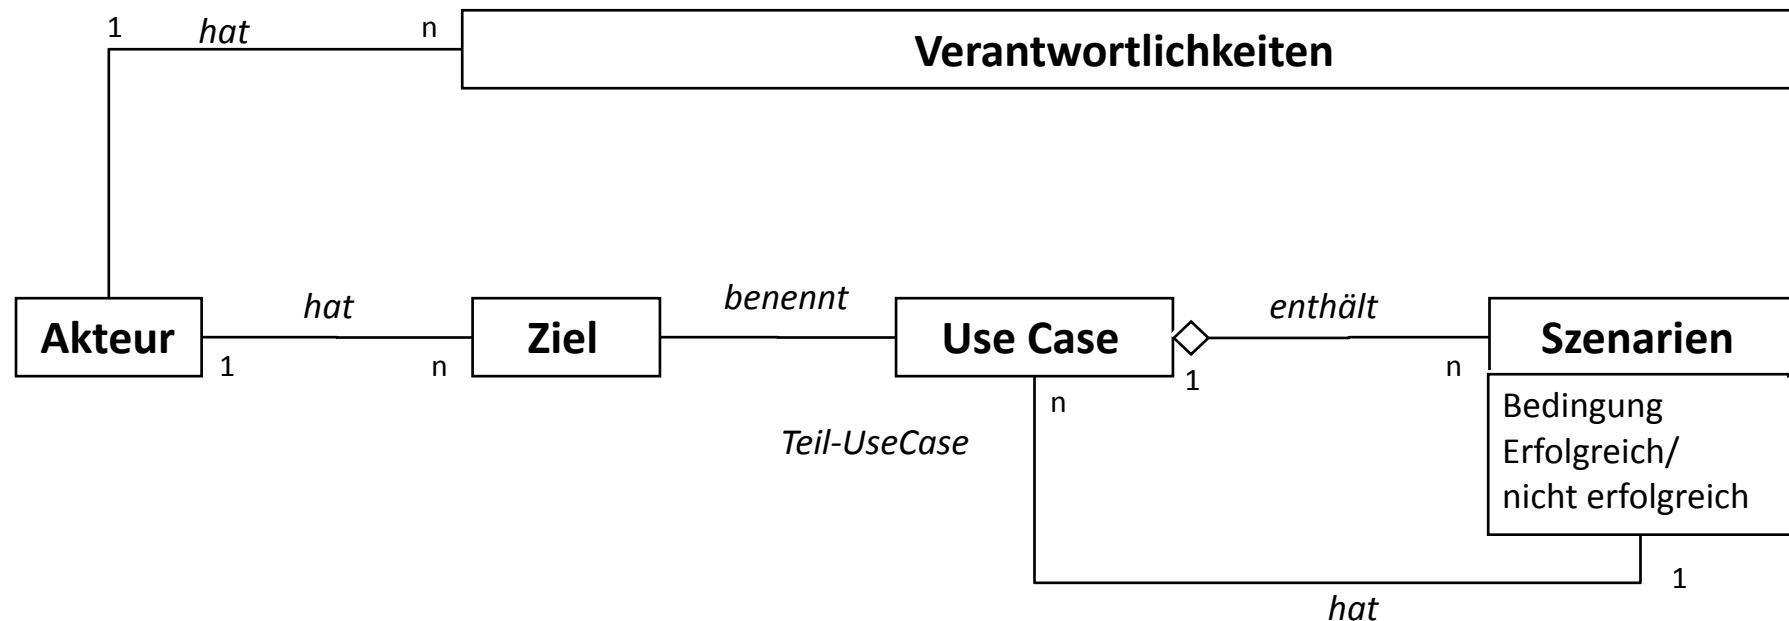 1
hat
n
Verantwortlichkeiten
Akteur
hat
1
n
Ziel
benennt
Use Case
enthält
1
n
Szenarien
n
Teil-UseCase
Bedingung
Erfolgreich/
nicht erfolgreich
1
hat